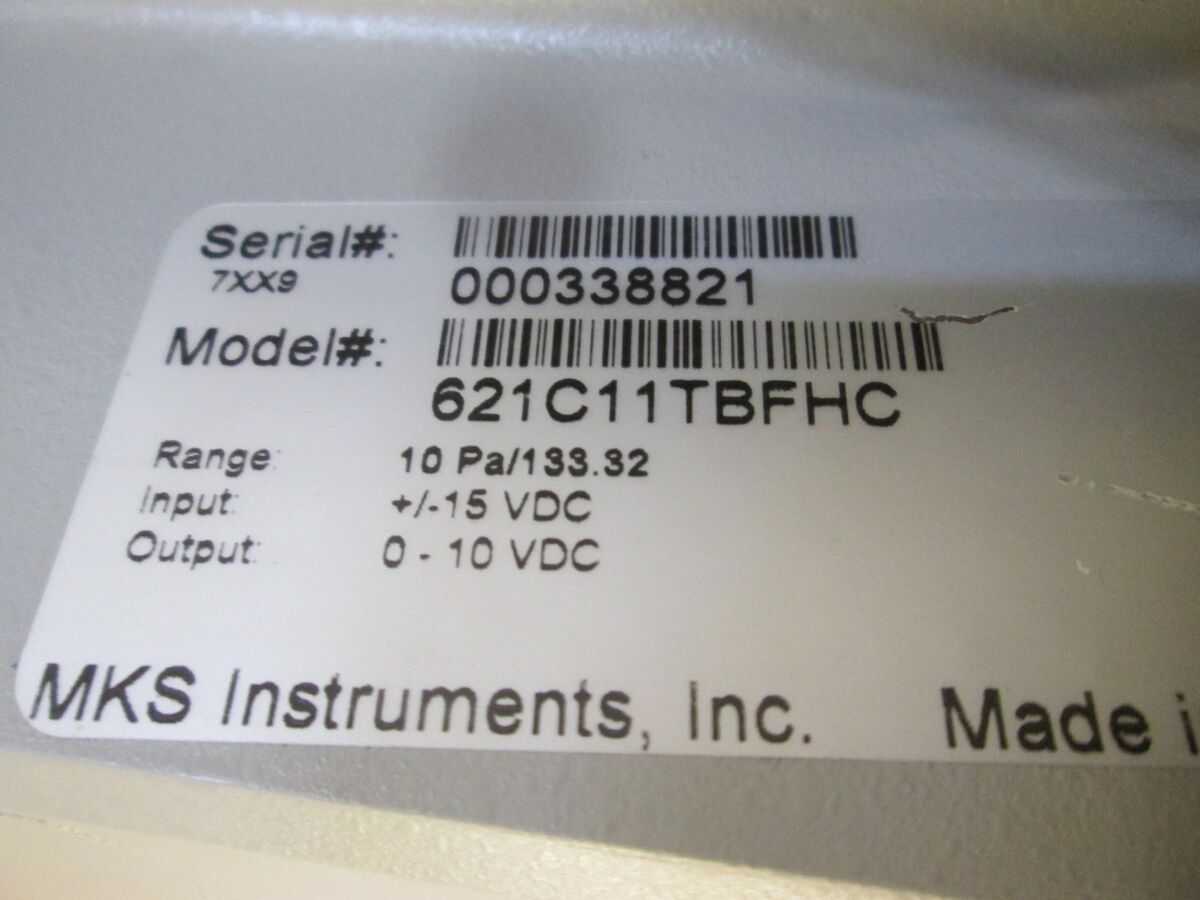 Serial#:
7XX9
000338821
Model#:
621C11TBFHC
Range: 10 Pa/133.32
Input: +/-15 VDC
Output: 0 - 10 VDC
MKS Instruments, Inc. Made i